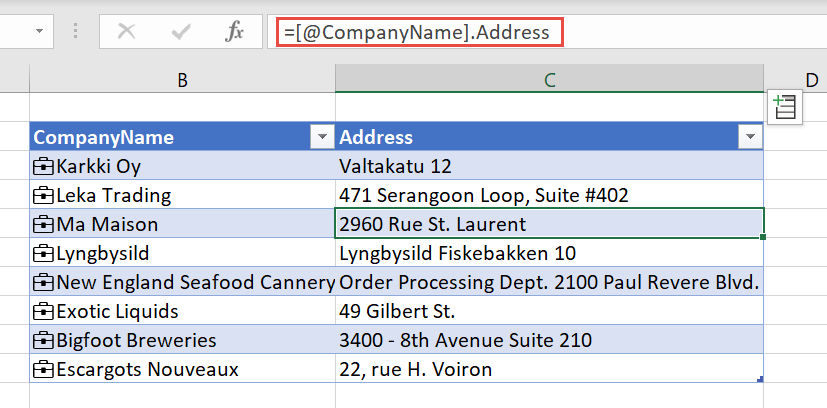 fx =[@CompanyName].Address
B C D
CompanyName Address
Karkki Oy Valtakatu 12
Leka Trading 471 Serangoon Loop, Suite #402
Ma Maison 2960 Rue St. Laurent
Lyngbysild Lyngbysild Fiskebakken 10
New England Seafood Cannery Order Processing Dept. 2100 Paul Revere Blvd.
Exotic Liquids 49 Gilbert St.
Bigfoot Breweries 3400 - 8th Avenue Suite 210
Escargots Nouveaux 22, rue H. Voiron